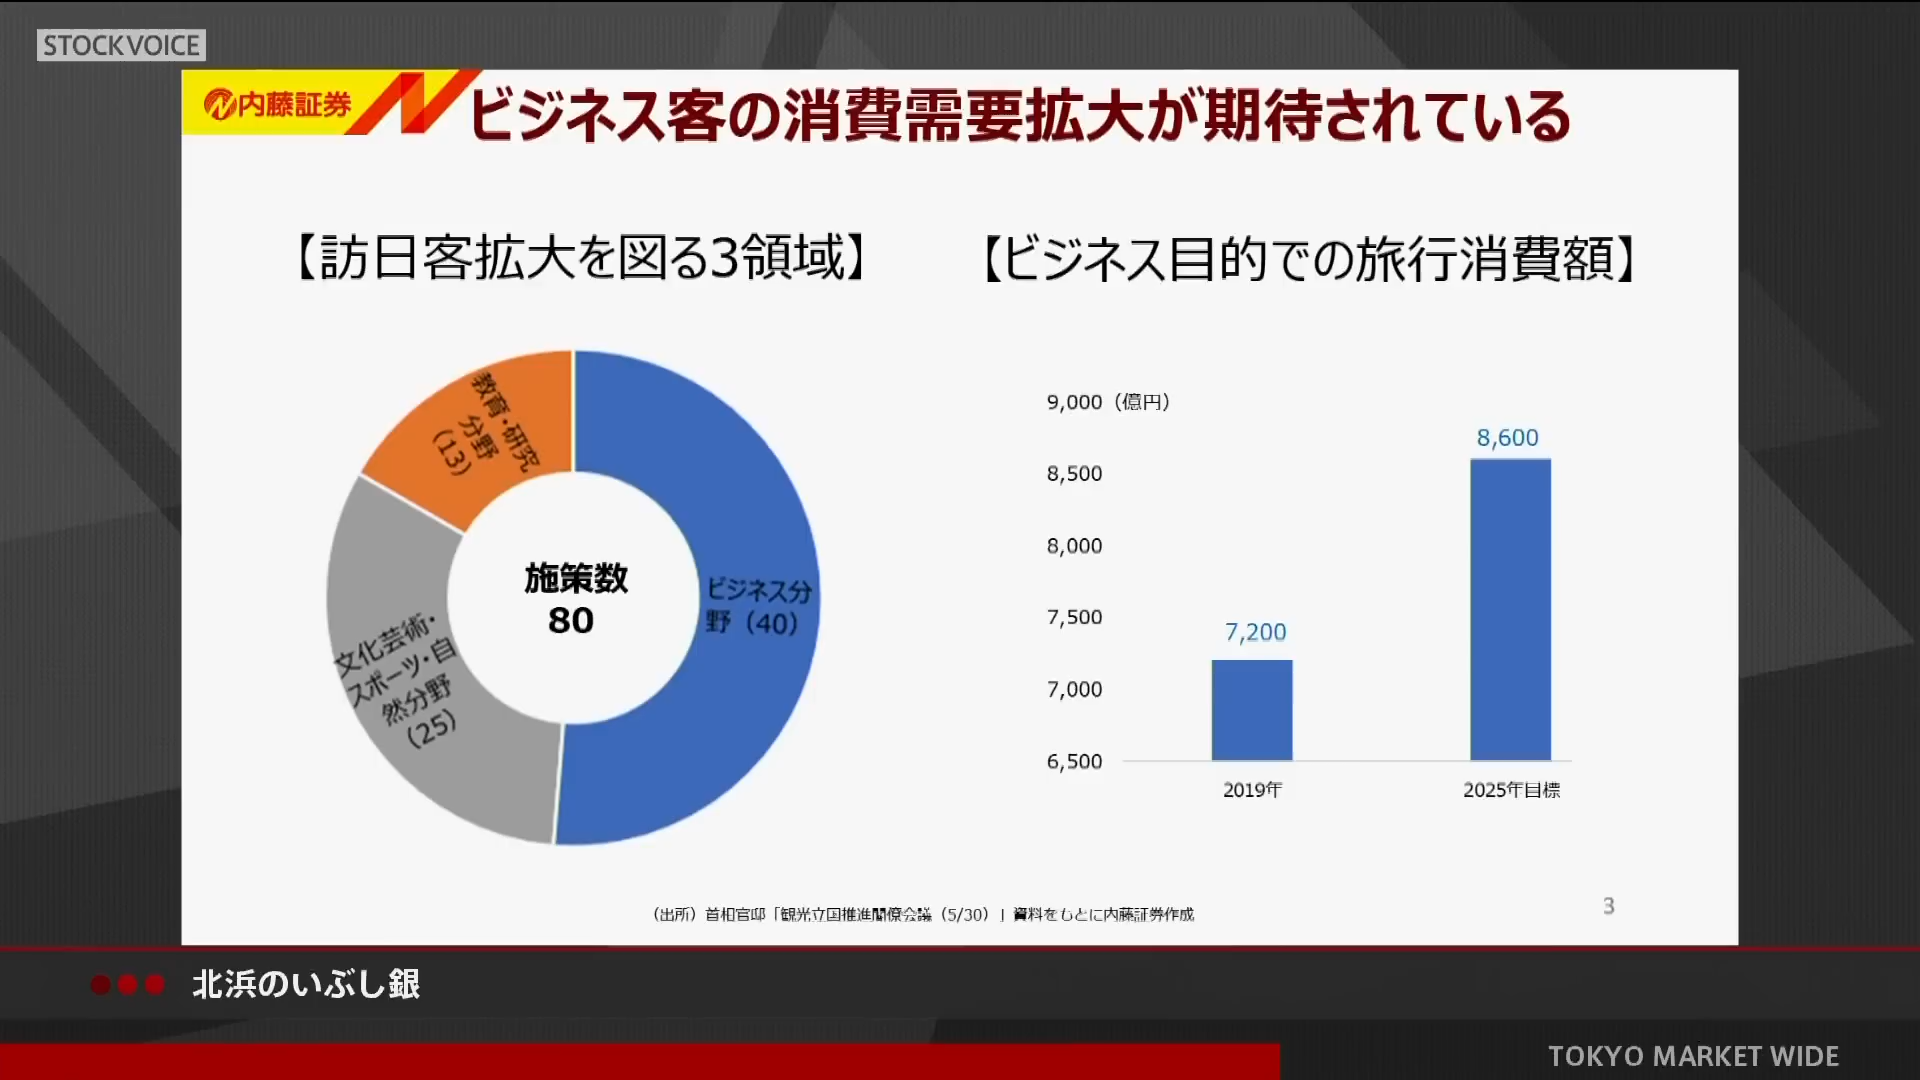 STOCKVOICE
内藤証券
ビジネス客の消費需要拡大が期待されている
【訪日客拡大を図る3領域】
【ビジネス目的での旅行消費額】
教育・研究
分野
（13）
施策数
80
ビジネス分
野（40）
文化芸術・
スポーツ・自
然分野
（25）
9,000（億円）
8,500
8,000
7,500
7,000
6,500
7,200
8,600
2019年
2025年目標
（出所）首相官邸「観光立国推進閣僚会議（5/30）」資料をもとに内藤証券作成
3
北浜のいぶし銀
TOKYO MARKET WIDE